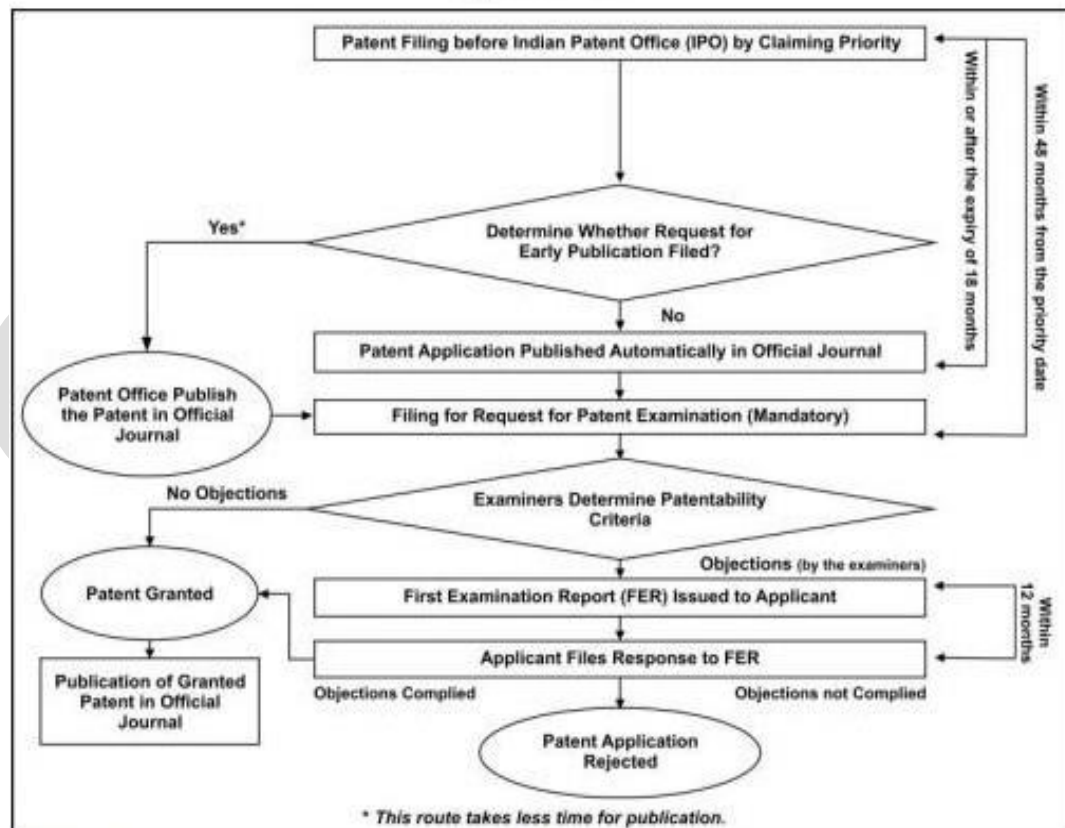 Patent Filing before Indian Patent Office (IPO) by Claiming Priority
Within or after the expiry of 18 months
Within 48 months from the priority date
Yes*
Determine Whether Request for
Early Publication Filed?
No
Patent Application Published Automatically in Official Journal
Patent Office Publish
the Patent in Official
Journal
Filing for Request for Patent Examination (Mandatory)
No Objections
Examiners Determine Patentability
Criteria
Objections (by the examiners)
Patent Granted
First Examination Report (FER) Issued to Applicant
Within
12 months
Applicant Files Response to FER
Publication of Granted
Patent in Official
Journal
Objections Complied
Objections not Complied
Patent Application
Rejected
* This route takes less time for publication.